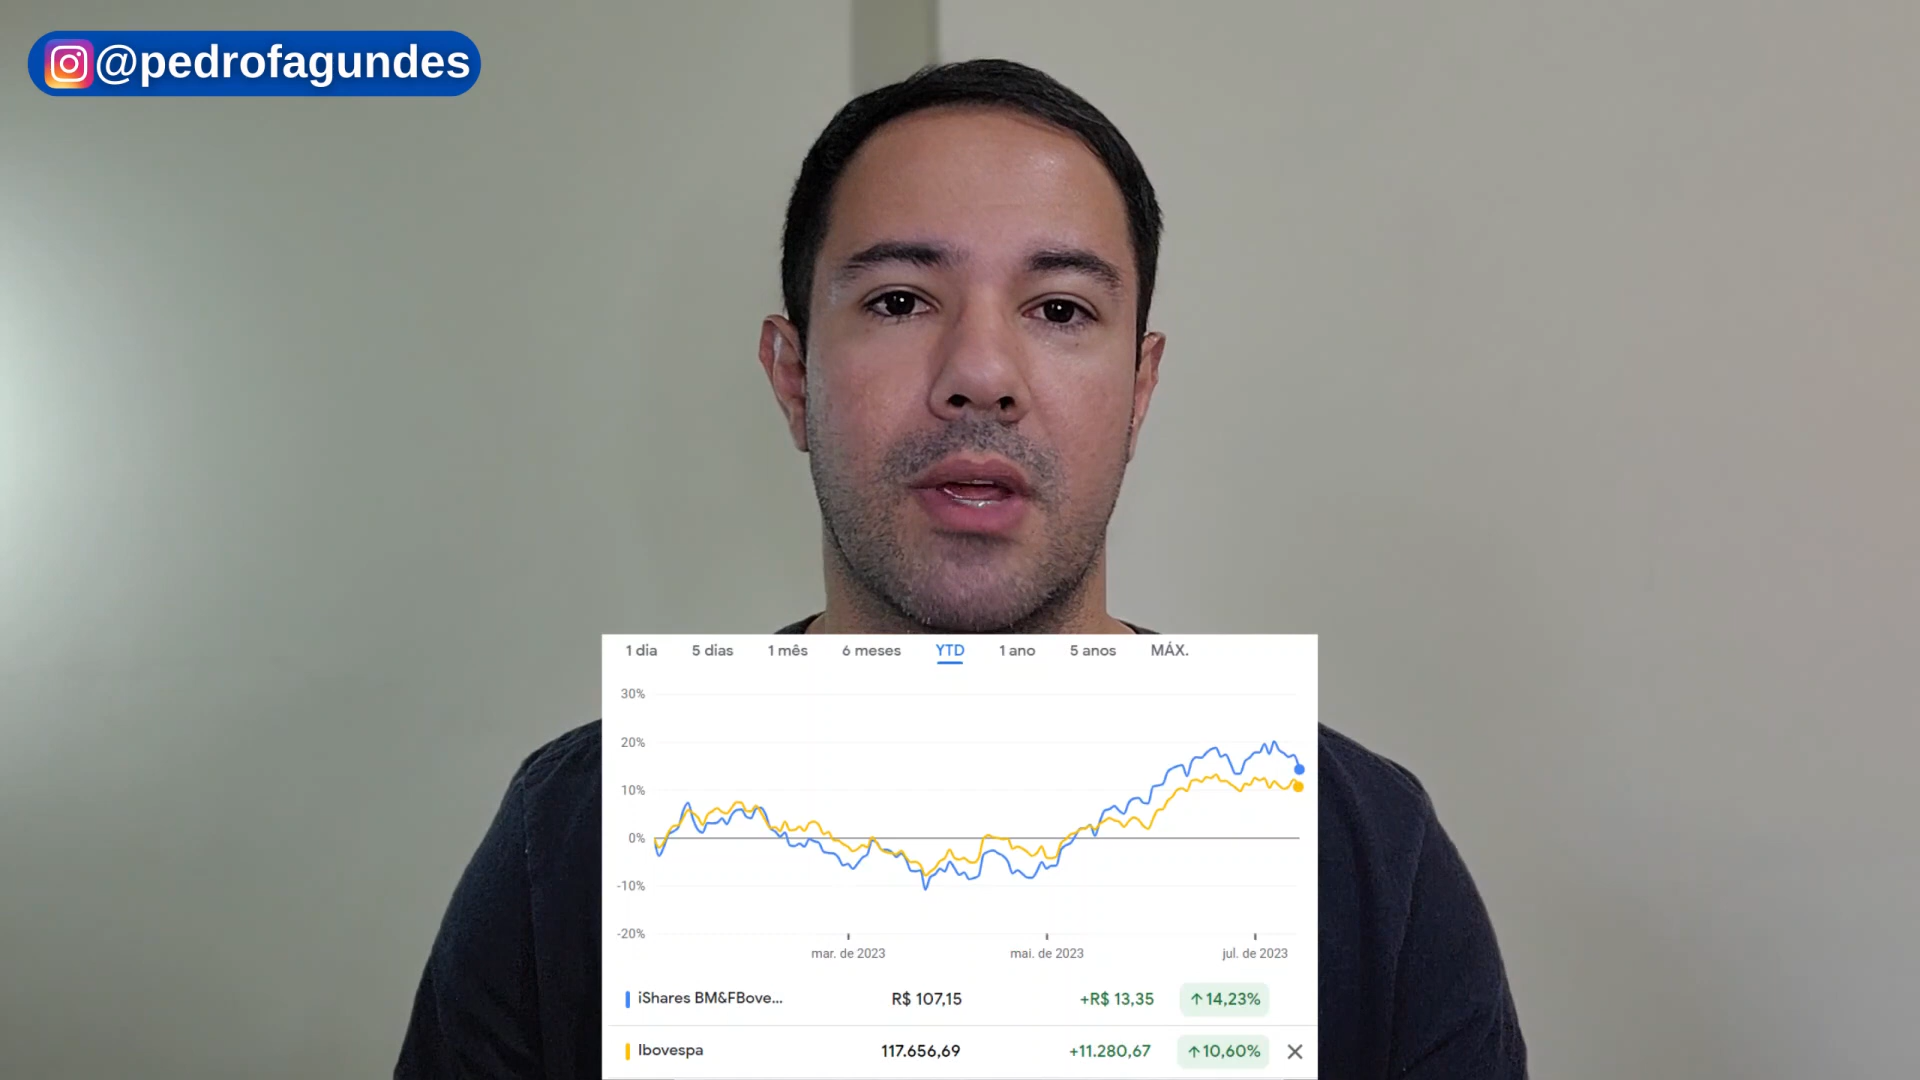 @pedrofagundes
1 dia 5 dias 1 mês 6 meses YTD 1 ano 5 anos MÁX.
30%
20%
10%
0%
-10%
-20%
mar. de 2023 mai. de 2023 jul. de 2023
iShares BM&FBove... R$ 107,15 +R$ 13,35 ↑14,23%
Ibovespa 117.656,69 +11.280,67 ↑10,60%